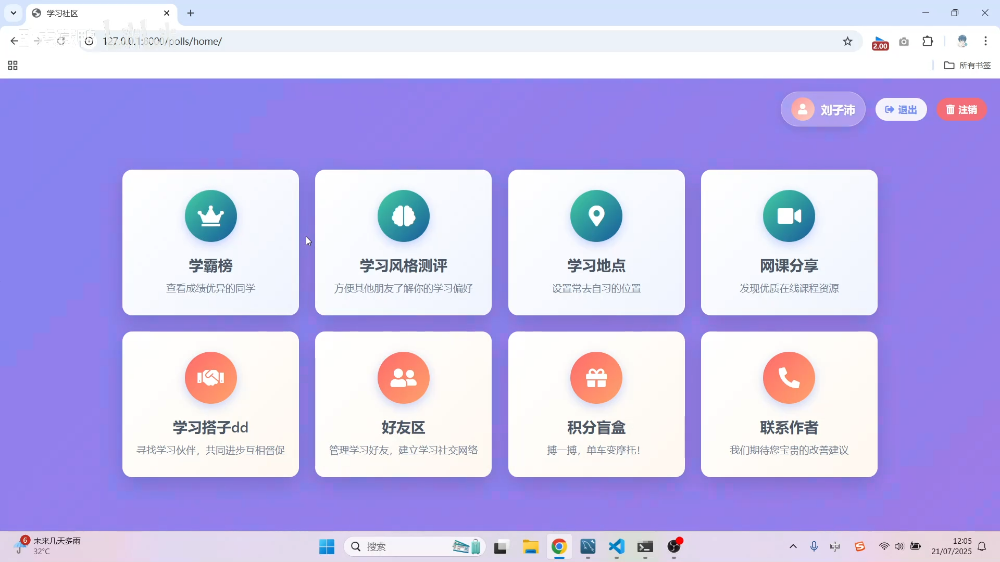 学习社区
127.0.0.1:8000/polls/home/
2.00
所有书签
刘子沛
退出
注销
学霸榜
查看成绩优异的同学
学习风格测评
方便其他朋友了解你的学习偏好
学习地点
设置常去自习的位置
网课分享
发现优质在线课程资源
学习搭子dd
寻找学习伙伴，共同进步互相督促
好友区
管理学习好友，建立学习社交网络
积分盲盒
搏一搏，单车变摩托！
联系作者
我们期待您宝贵的改善建议
6
未来几天多雨
32°C
搜索
中
12:05
21/07/2025